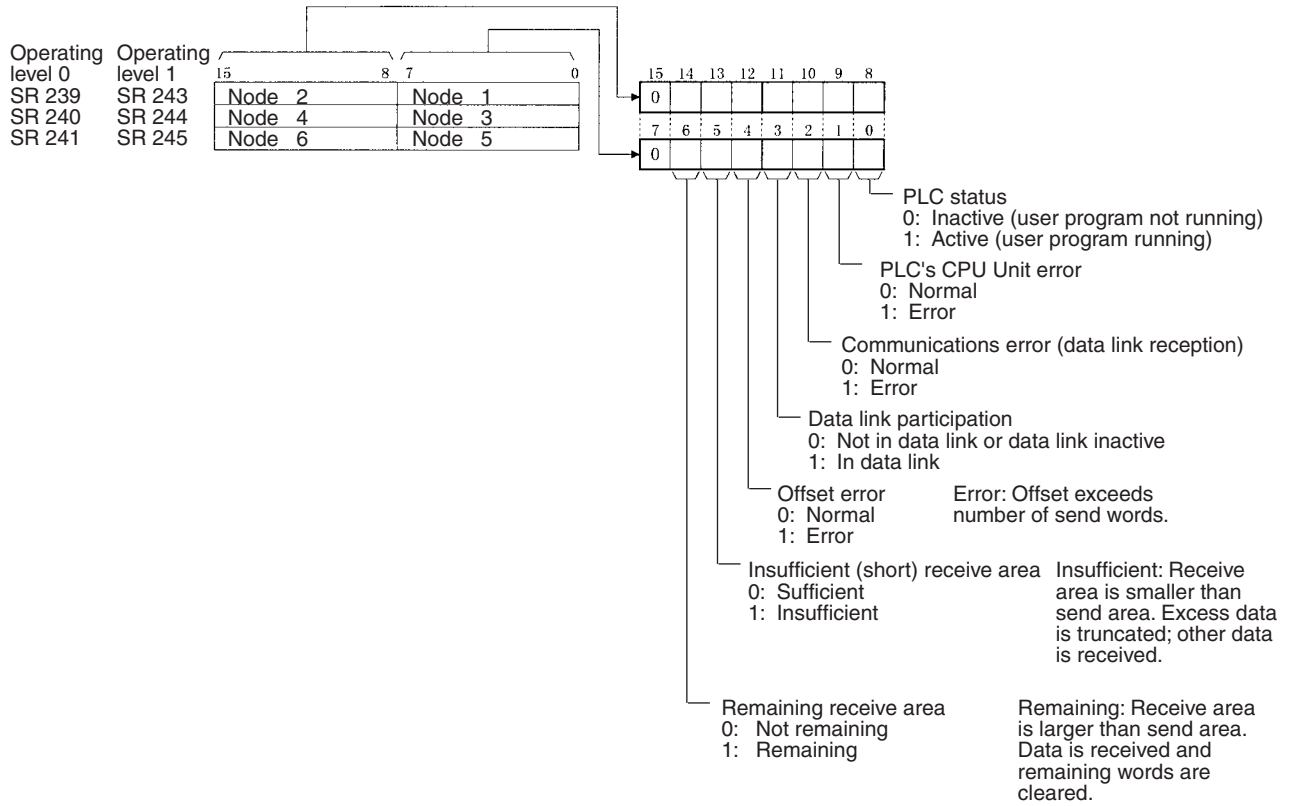 Operating Operating
level 0 level 1
15 8 7 0
SR 239 SR 243 Node 2 Node 1
SR 240 SR 244 Node 4 Node 3
SR 241 SR 245 Node 6 Node 5
15 14 13 12 11 10 9 8
0
7 6 5 4 3 2 1 0
0
PLC status
0: Inactive (user program not running)
1: Active (user program running)
PLC's CPU Unit error
0: Normal
1: Error
Communications error (data link reception)
0: Normal
1: Error
Data link participation
0: Not in data link or data link inactive
1: In data link
Offset error
0: Normal
1: Error
Error: Offset exceeds
number of send words.
Insufficient (short) receive area
0: Sufficient
1: Insufficient
Insufficient: Receive
area is smaller than
send area. Excess data
is truncated; other data
is received.
Remaining receive area
0: Not remaining
1: Remaining
Remaining: Receive area
is larger than send area.
Data is received and
remaining words are
cleared.